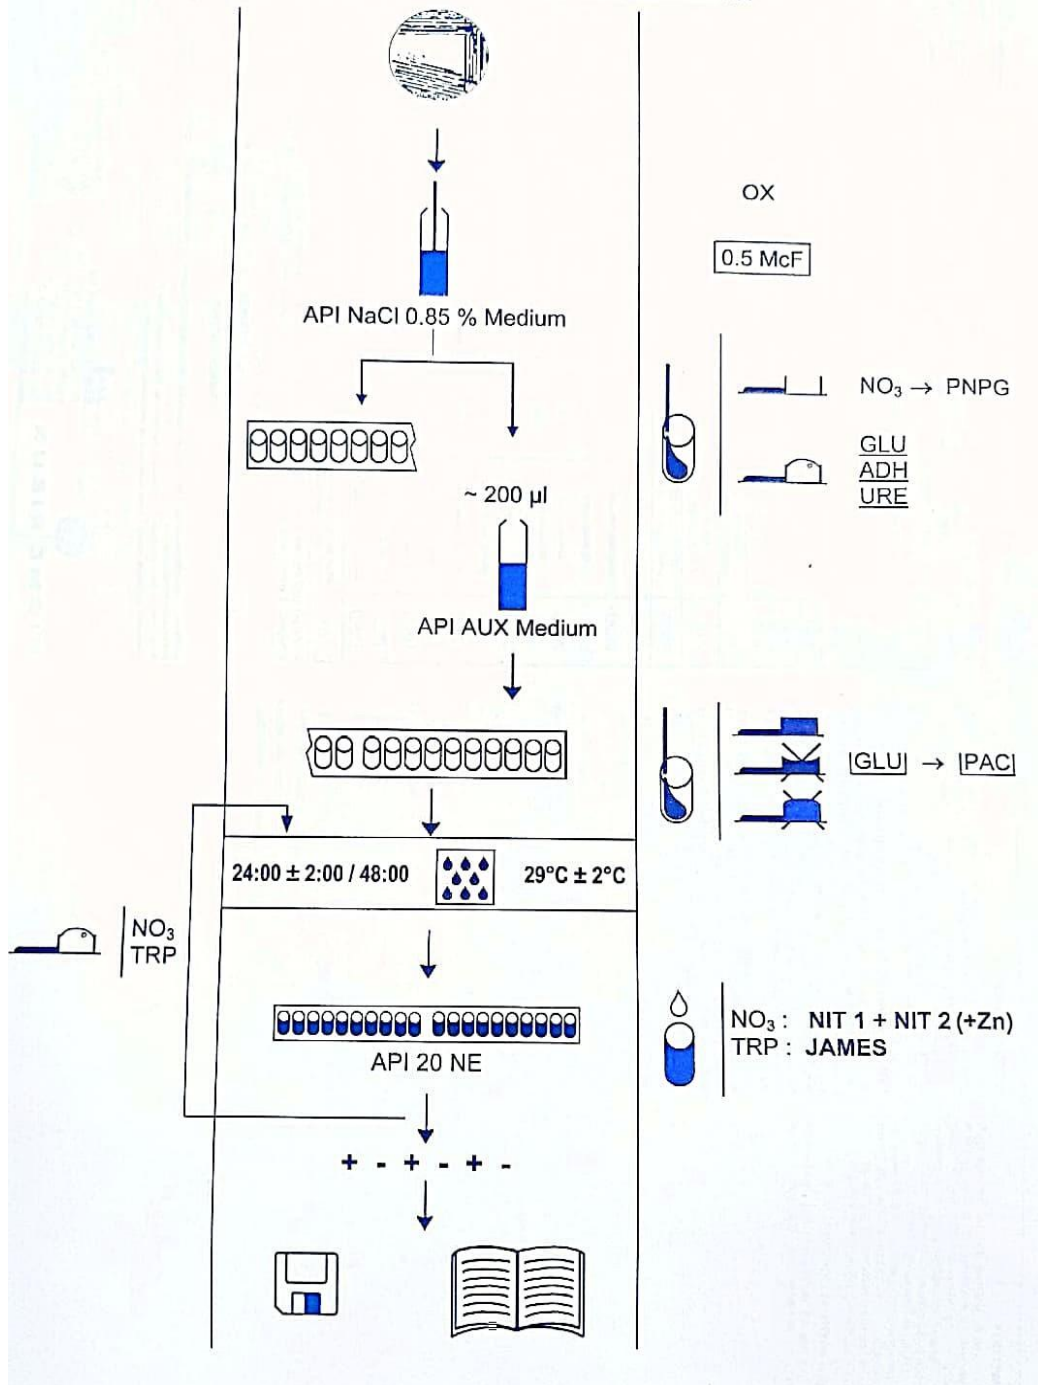 OX
0.5 McF
API NaCl 0.85 % Medium
NO₃ → PNPG
GLU
ADH
URE
~ 200 µl
API AUX Medium
|GLU| → |PAC|
24:00 ± 2:00 / 48:00
29°C ± 2°C
NO₃
TRP
NO₃ : NIT 1 + NIT 2 (+Zn)
TRP : JAMES
API 20 NE
+ - + - + -